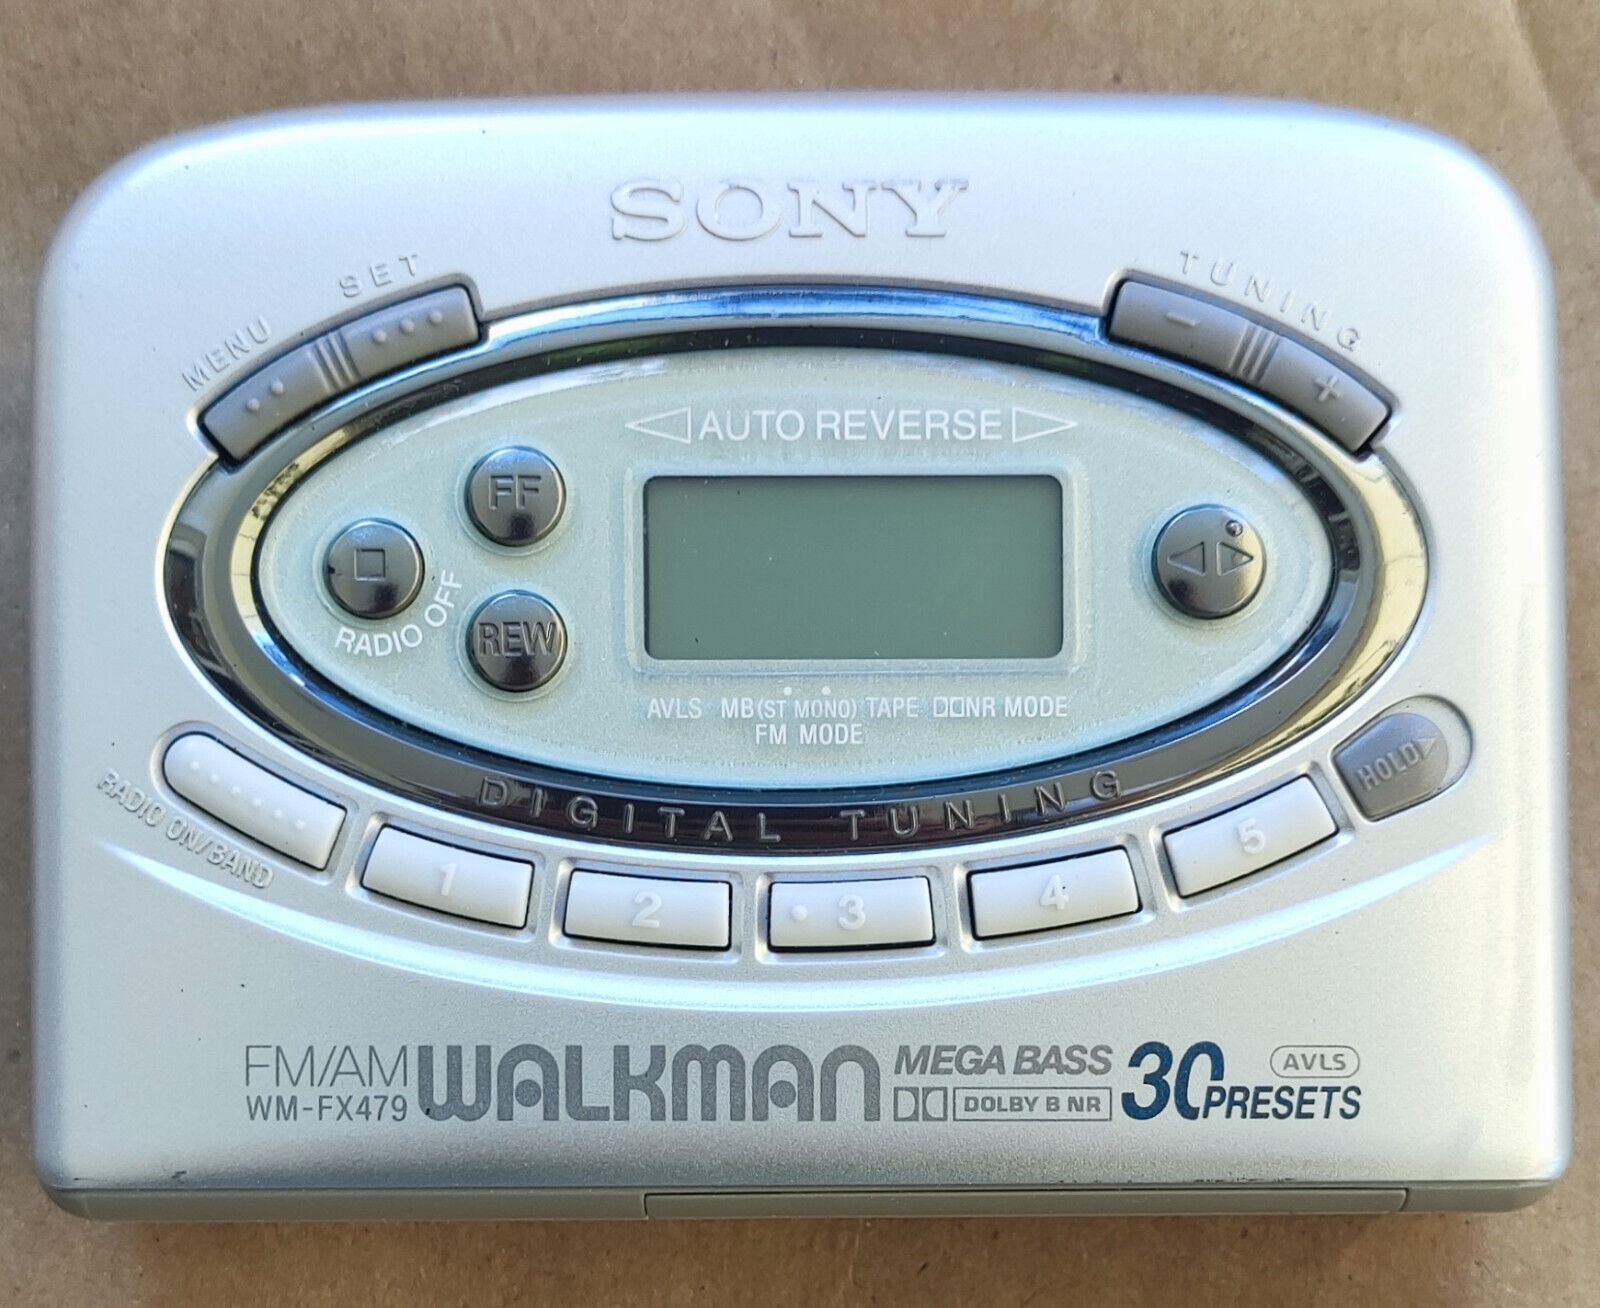 SONY
MENU SET
TUNING
− +
◁ AUTO REVERSE ▷
FF
REW
RADIO OFF
AVLS MB(ST MONO) TAPE NR MODE
FM MODE
DIGITAL TUNING
HOLD
RADIO ON/BAND
1 2 3 4 5
FM/AM WALKMAN MEGA BASS 30 PRESETS AVLS
WM-FX479 DOLBY B NR